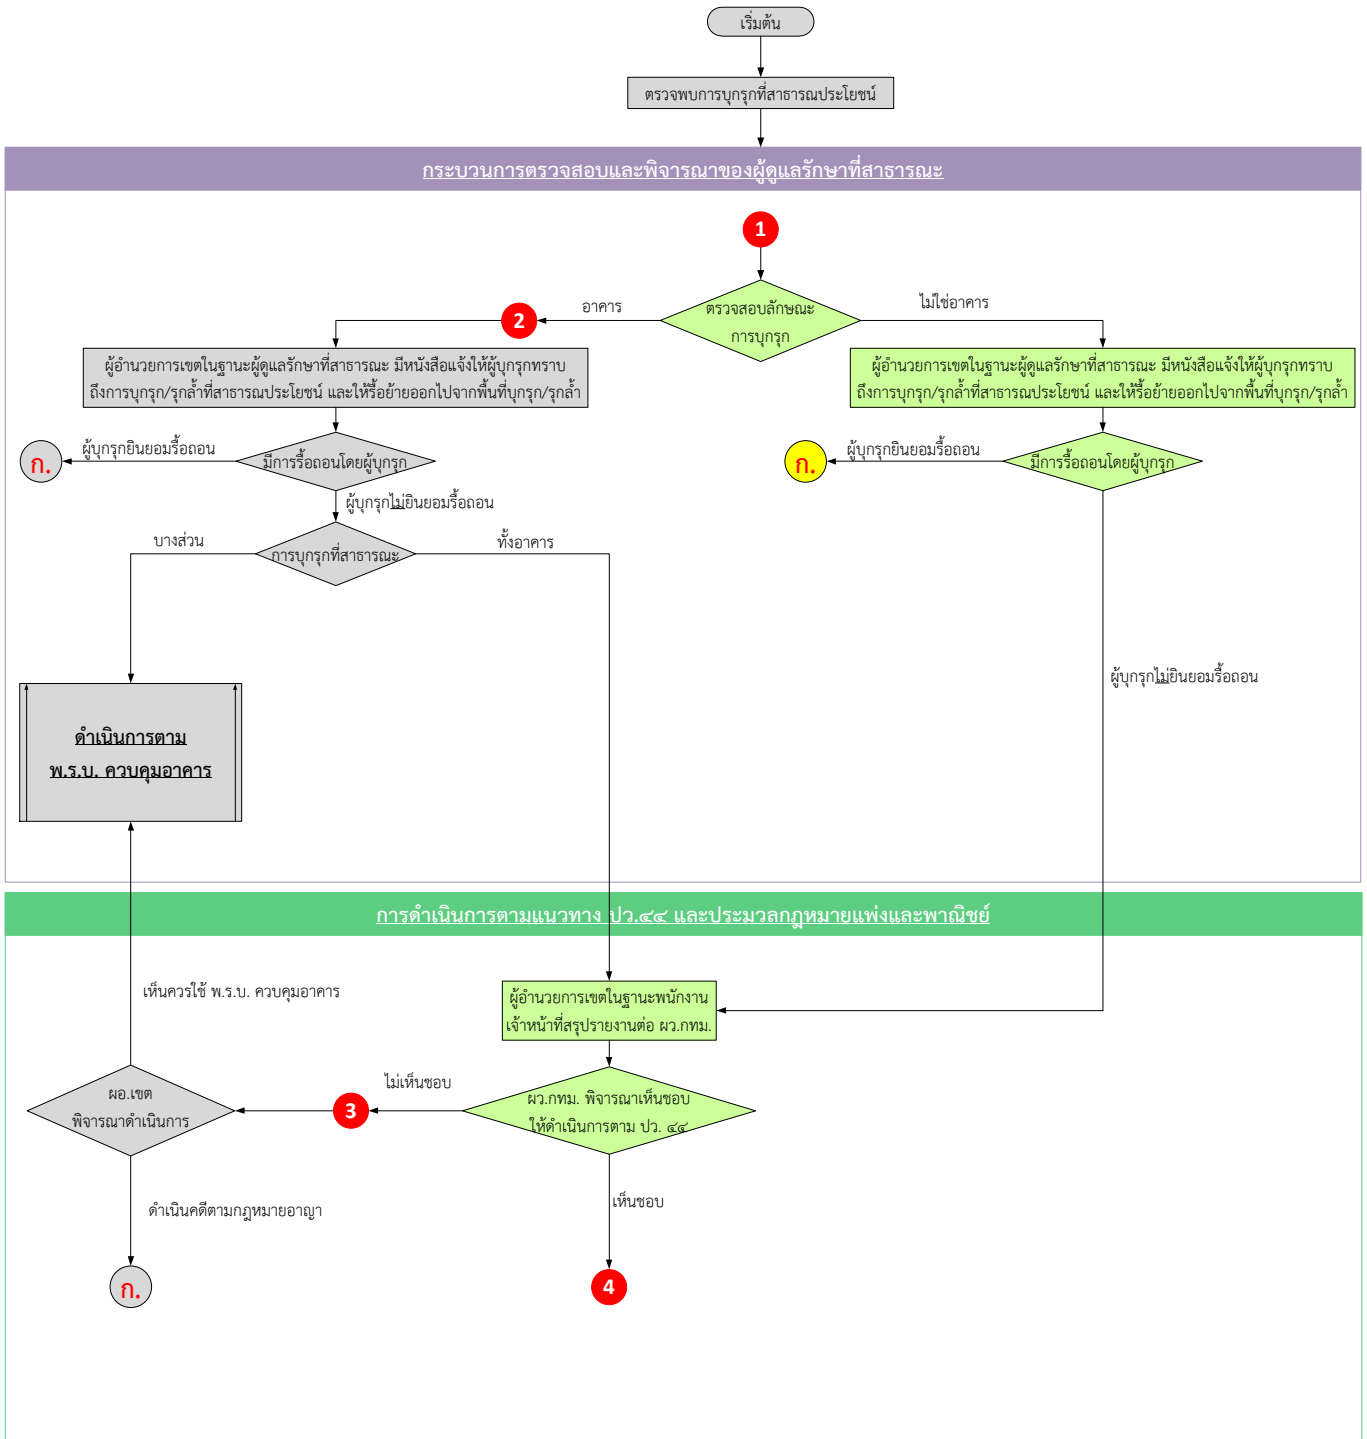 เริ่มต้น
ตรวจพบการบุกรุกที่สาธารณประโยชน์
กระบวนการตรวจสอบและพิจารณาของผู้ดูแลรักษาที่สาธารณะ
1
ตรวจสอบลักษณะ
การบุกรุก
อาคาร
ไม่ใช่อาคาร
2
ผู้อำนวยการเขตในฐานะผู้ดูแลรักษาที่สาธารณะ มีหนังสือแจ้งให้ผู้บุกรุกทราบ
ถึงการบุกรุก/รุกล้ำที่สาธารณประโยชน์ และให้รื้อย้ายออกไปจากพื้นที่บุกรุก/รุกล้ำ
ผู้อำนวยการเขตในฐานะผู้ดูแลรักษาที่สาธารณะ มีหนังสือแจ้งให้ผู้บุกรุกทราบ
ถึงการบุกรุก/รุกล้ำที่สาธารณประโยชน์ และให้รื้อย้ายออกไปจากพื้นที่บุกรุก/รุกล้ำ
ก.
ผู้บุกรุกยินยอมรื้อถอน
มีการรื้อถอนโดยผู้บุกรุก
ก.
ผู้บุกรุกยินยอมรื้อถอน
มีการรื้อถอนโดยผู้บุกรุก
ผู้บุกรุกไม่ยินยอมรื้อถอน
บางส่วน
การบุกรุกที่สาธารณะ
ทั้งอาคาร
ผู้บุกรุกไม่ยินยอมรื้อถอน
ดำเนินการตาม
พ.ร.บ. ควบคุมอาคาร
การดำเนินการตามแนวทาง ปว.๔๔ และประมวลกฎหมายแพ่งและพาณิชย์
เห็นควรใช้ พ.ร.บ. ควบคุมอาคาร
ผู้อำนวยการเขตในฐานะพนักงาน
เจ้าหน้าที่สรุปรายงานต่อ ผว.กทม.
ผอ.เขต
พิจารณาดำเนินการ
3
ไม่เห็นชอบ
ผว.กทม. พิจารณาเห็นชอบ
ให้ดำเนินการตาม ปว. ๔๔
ดำเนินคดีตามกฎหมายอาญา
เห็นชอบ
ก.
4